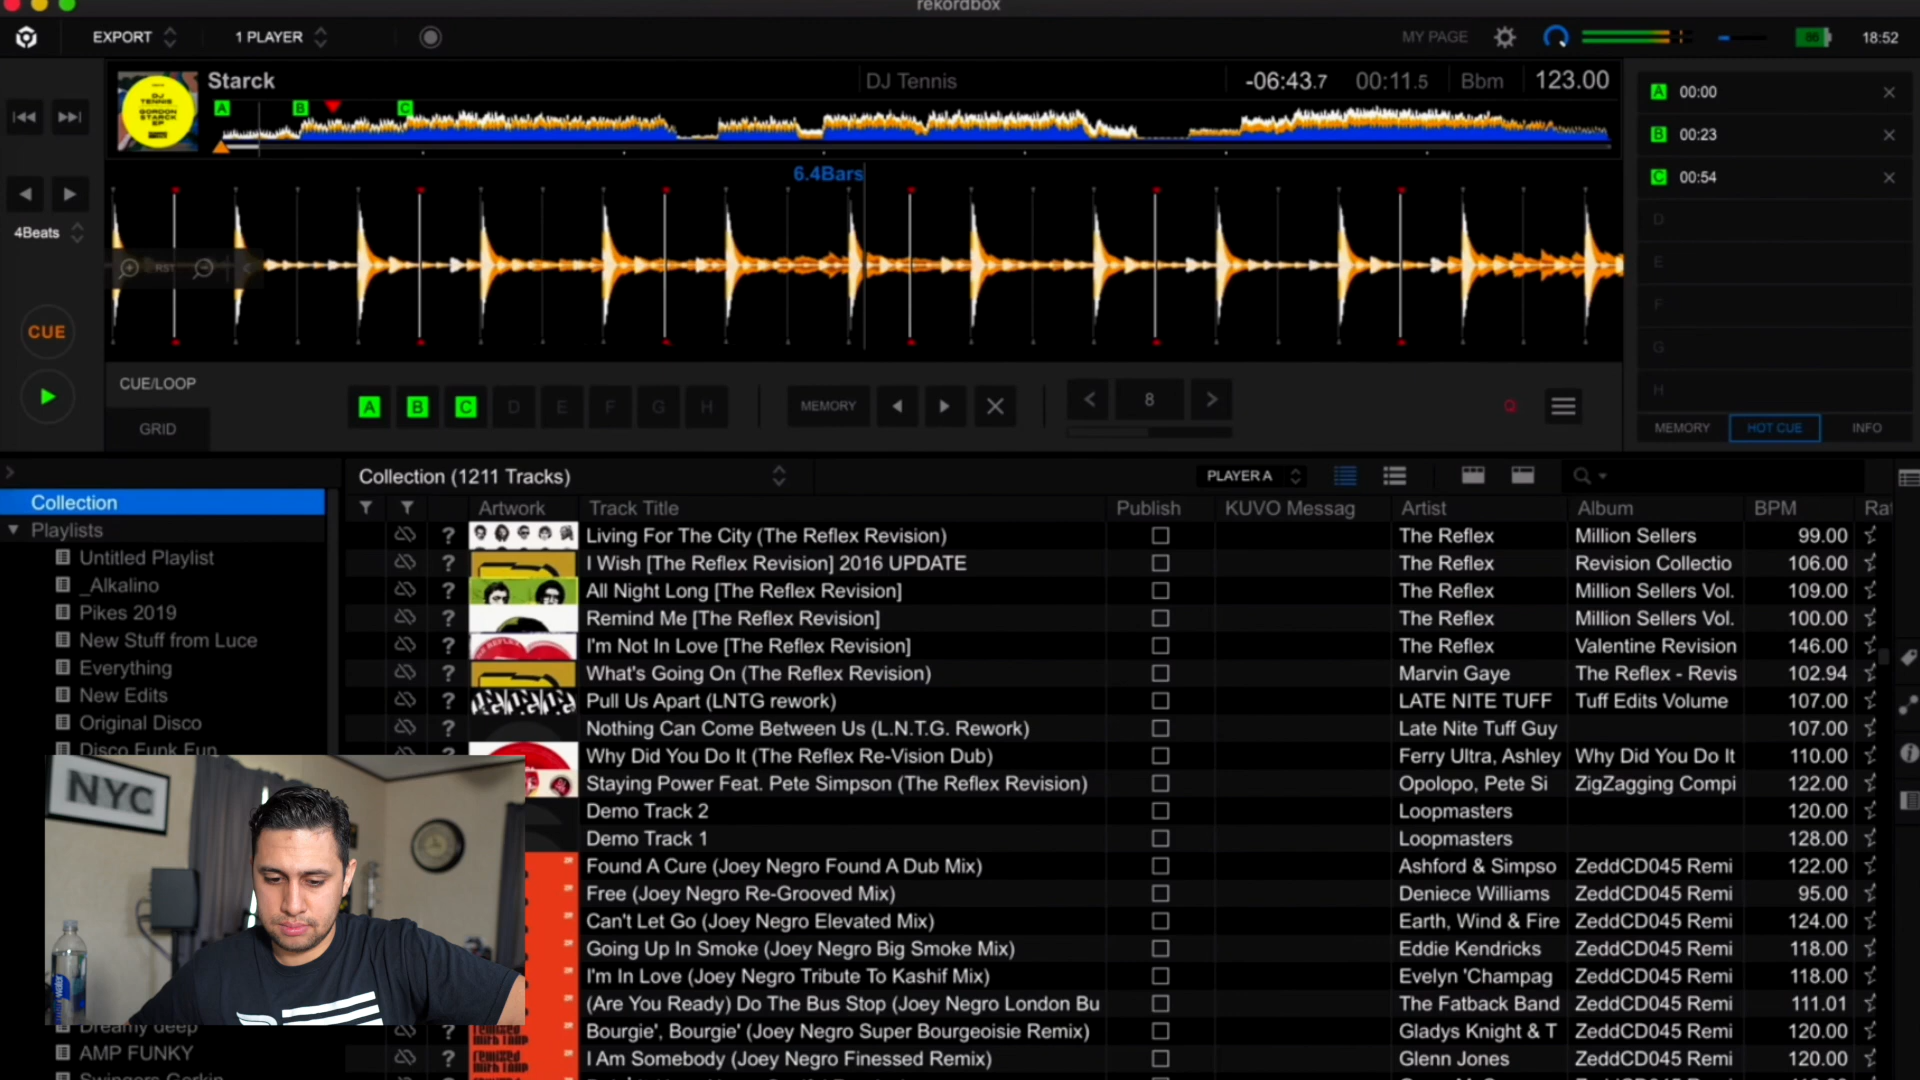 rekordbox
EXPORT
1 PLAYER
MY PAGE
18:52
Starck
DJ Tennis
-06:43.7
00:11.5
Bbm
123.00
DJ
TENNIS
GORDON
STARCK
EP
A
B
C
6.4Bars
4Beats
RST
CUE
A 00:00
B 00:23
C 00:54
D
E
F
G
H
MEMORY
HOT CUE
INFO
CUE/LOOP
GRID
A
B
C
D
E
F
G
H
MEMORY
8
Q
Collection (1211 Tracks)
PLAYER A
Collection
Playlists
Untitled Playlist
_Alkalino
Pikes 2019
New Stuff from Luce
Everything
New Edits
Original Disco
Disco Funk Fun
Dreamy deep
AMP FUNKY
NYC
Artwork Track Title Publish KUVO Messag Artist Album BPM Rat
? Living For The City (The Reflex Revision) The Reflex Million Sellers 99.00
? I Wish [The Reflex Revision] 2016 UPDATE The Reflex Revision Collectio 106.00
? All Night Long [The Reflex Revision] The Reflex Million Sellers Vol. 109.00
? Remind Me [The Reflex Revision] The Reflex Million Sellers Vol. 100.00
? I'm Not In Love [The Reflex Revision] The Reflex Valentine Revision 146.00
? What's Going On (The Reflex Revision) Marvin Gaye The Reflex - Revis 102.94
? Pull Us Apart (LNTG rework) LATE NITE TUFF Tuff Edits Volume 107.00
? Nothing Can Come Between Us (L.N.T.G. Rework) Late Nite Tuff Guy 107.00
Why Did You Do It (The Reflex Re-Vision Dub) Ferry Ultra, Ashley Why Did You Do It 110.00
Staying Power Feat. Pete Simpson (The Reflex Revision) Opolopo, Pete Si ZigZagging Compi 122.00
Demo Track 2 Loopmasters 120.00
Demo Track 1 Loopmasters 128.00
Found A Cure (Joey Negro Found A Dub Mix) Ashford & Simpso ZeddCD045 Remi 122.00
Free (Joey Negro Re-Grooved Mix) Deniece Williams ZeddCD045 Remi 95.00
Can't Let Go (Joey Negro Elevated Mix) Earth, Wind & Fire ZeddCD045 Remi 124.00
Going Up In Smoke (Joey Negro Big Smoke Mix) Eddie Kendricks ZeddCD045 Remi 118.00
I'm In Love (Joey Negro Tribute To Kashif Mix) Evelyn 'Champag ZeddCD045 Remi 118.00
(Are You Ready) Do The Bus Stop (Joey Negro London Bu The Fatback Band ZeddCD045 Remi 111.01
? Bourgie', Bourgie' (Joey Negro Super Bourgeoisie Remix) Gladys Knight & T ZeddCD045 Remi 120.00
? I Am Somebody (Joey Negro Finessed Remix) Glenn Jones ZeddCD045 Remi 120.00